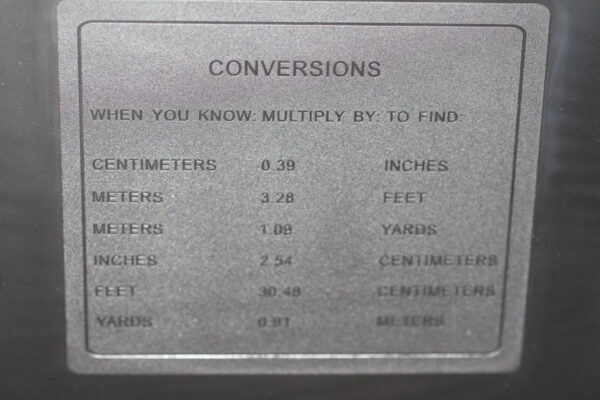 CONVERSIONS
WHEN YOU KNOW: MULTIPLY BY: TO FIND:
CENTIMETERS 0.39 INCHES
METERS 3.28 FEET
METERS 1.09 YARDS
INCHES 2.54 CENTIMETERS
FEET 30.48 CENTIMETERS
YARDS 0.91 METERS